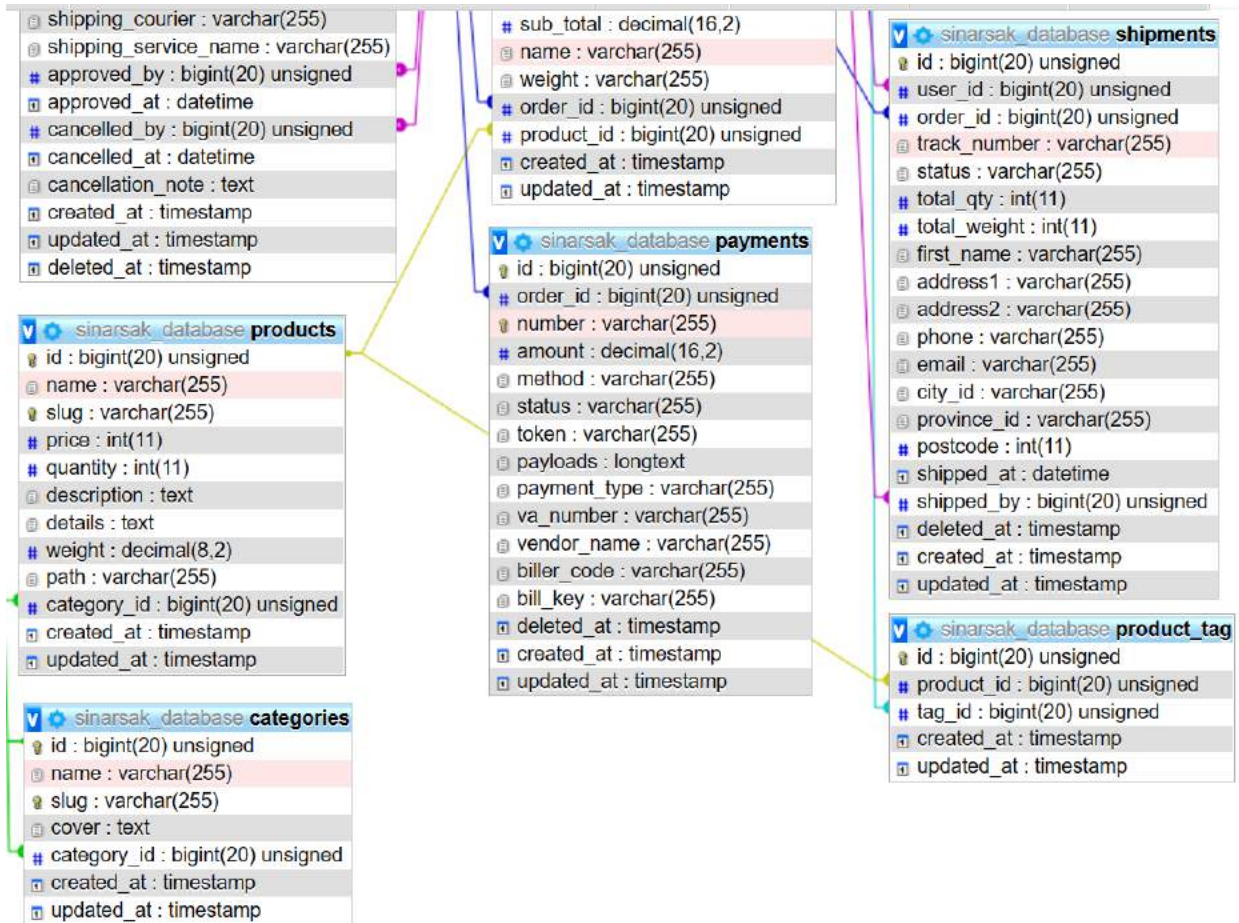 shipping_courier : varchar(255)
shipping_service_name : varchar(255)
approved_by : bigint(20) unsigned
approved_at : datetime
cancelled_by : bigint(20) unsigned
cancelled_at : datetime
cancellation_note : text
created_at : timestamp
updated_at : timestamp
deleted_at : timestamp
sinarsak_database products
id : bigint(20) unsigned
name : varchar(255)
slug : varchar(255)
price : int(11)
quantity : int(11)
description : text
details : text
weight : decimal(8,2)
path : varchar(255)
category_id : bigint(20) unsigned
created_at : timestamp
updated_at : timestamp
sinarsak_database categories
id : bigint(20) unsigned
name : varchar(255)
slug : varchar(255)
cover : text
category_id : bigint(20) unsigned
created_at : timestamp
updated_at : timestamp
sub_total : decimal(16,2)
name : varchar(255)
weight : varchar(255)
order_id : bigint(20) unsigned
product_id : bigint(20) unsigned
created_at : timestamp
updated_at : timestamp
sinarsak_database payments
id : bigint(20) unsigned
order_id : bigint(20) unsigned
number : varchar(255)
amount : decimal(16,2)
method : varchar(255)
status : varchar(255)
token : varchar(255)
payloads : longtext
payment_type : varchar(255)
va_number : varchar(255)
vendor_name : varchar(255)
biller_code : varchar(255)
bill_key : varchar(255)
deleted_at : timestamp
created_at : timestamp
updated_at : timestamp
sinarsak_database shipments
id : bigint(20) unsigned
user_id : bigint(20) unsigned
order_id : bigint(20) unsigned
track_number : varchar(255)
status : varchar(255)
total_qty : int(11)
total_weight : int(11)
first_name : varchar(255)
address1 : varchar(255)
address2 : varchar(255)
phone : varchar(255)
email : varchar(255)
city_id : varchar(255)
province_id : varchar(255)
postcode : int(11)
shipped_at : datetime
shipped_by : bigint(20) unsigned
deleted_at : timestamp
created_at : timestamp
updated_at : timestamp
sinarsak_database product_tag
id : bigint(20) unsigned
product_id : bigint(20) unsigned
tag_id : bigint(20) unsigned
created_at : timestamp
updated_at : timestamp